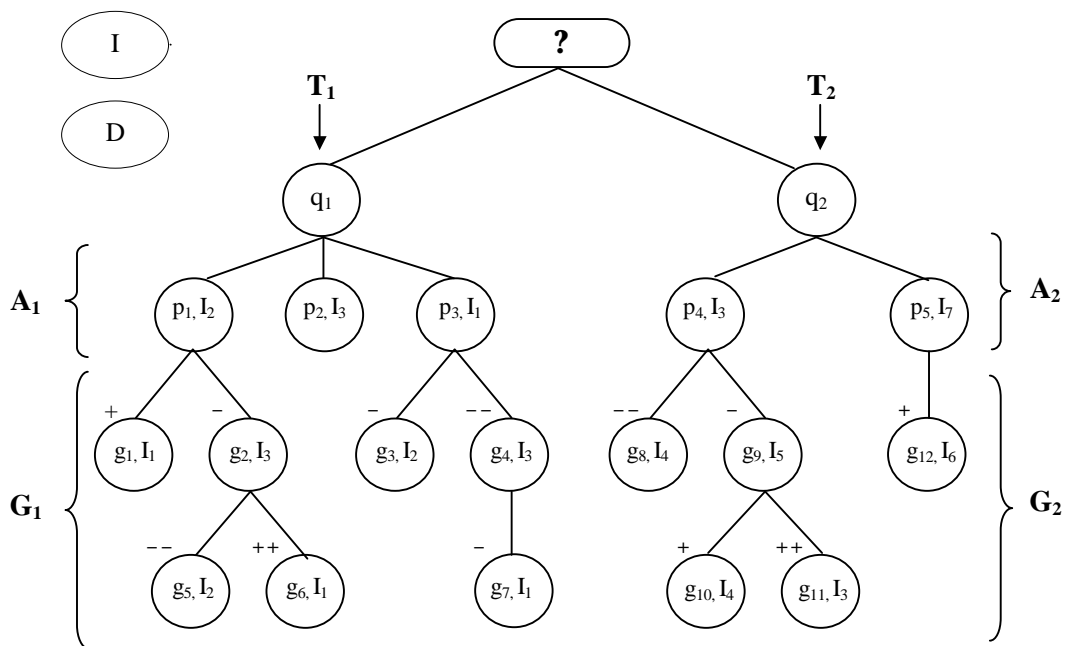 I
?
T₁ T₂
D
q₁ q₂
A₁ p₁, I₂ p₂, I₃ p₃, I₁ p₄, I₃ p₅, I₇ A₂
+ - - -- -- - +
g₁, I₁ g₂, I₃ g₃, I₂ g₄, I₃ g₈, I₄ g₉, I₅ g₁₂, I₆
G₁ G₂
-- ++ - + ++
g₅, I₂ g₆, I₁ g₇, I₁ g₁₀, I₄ g₁₁, I₃